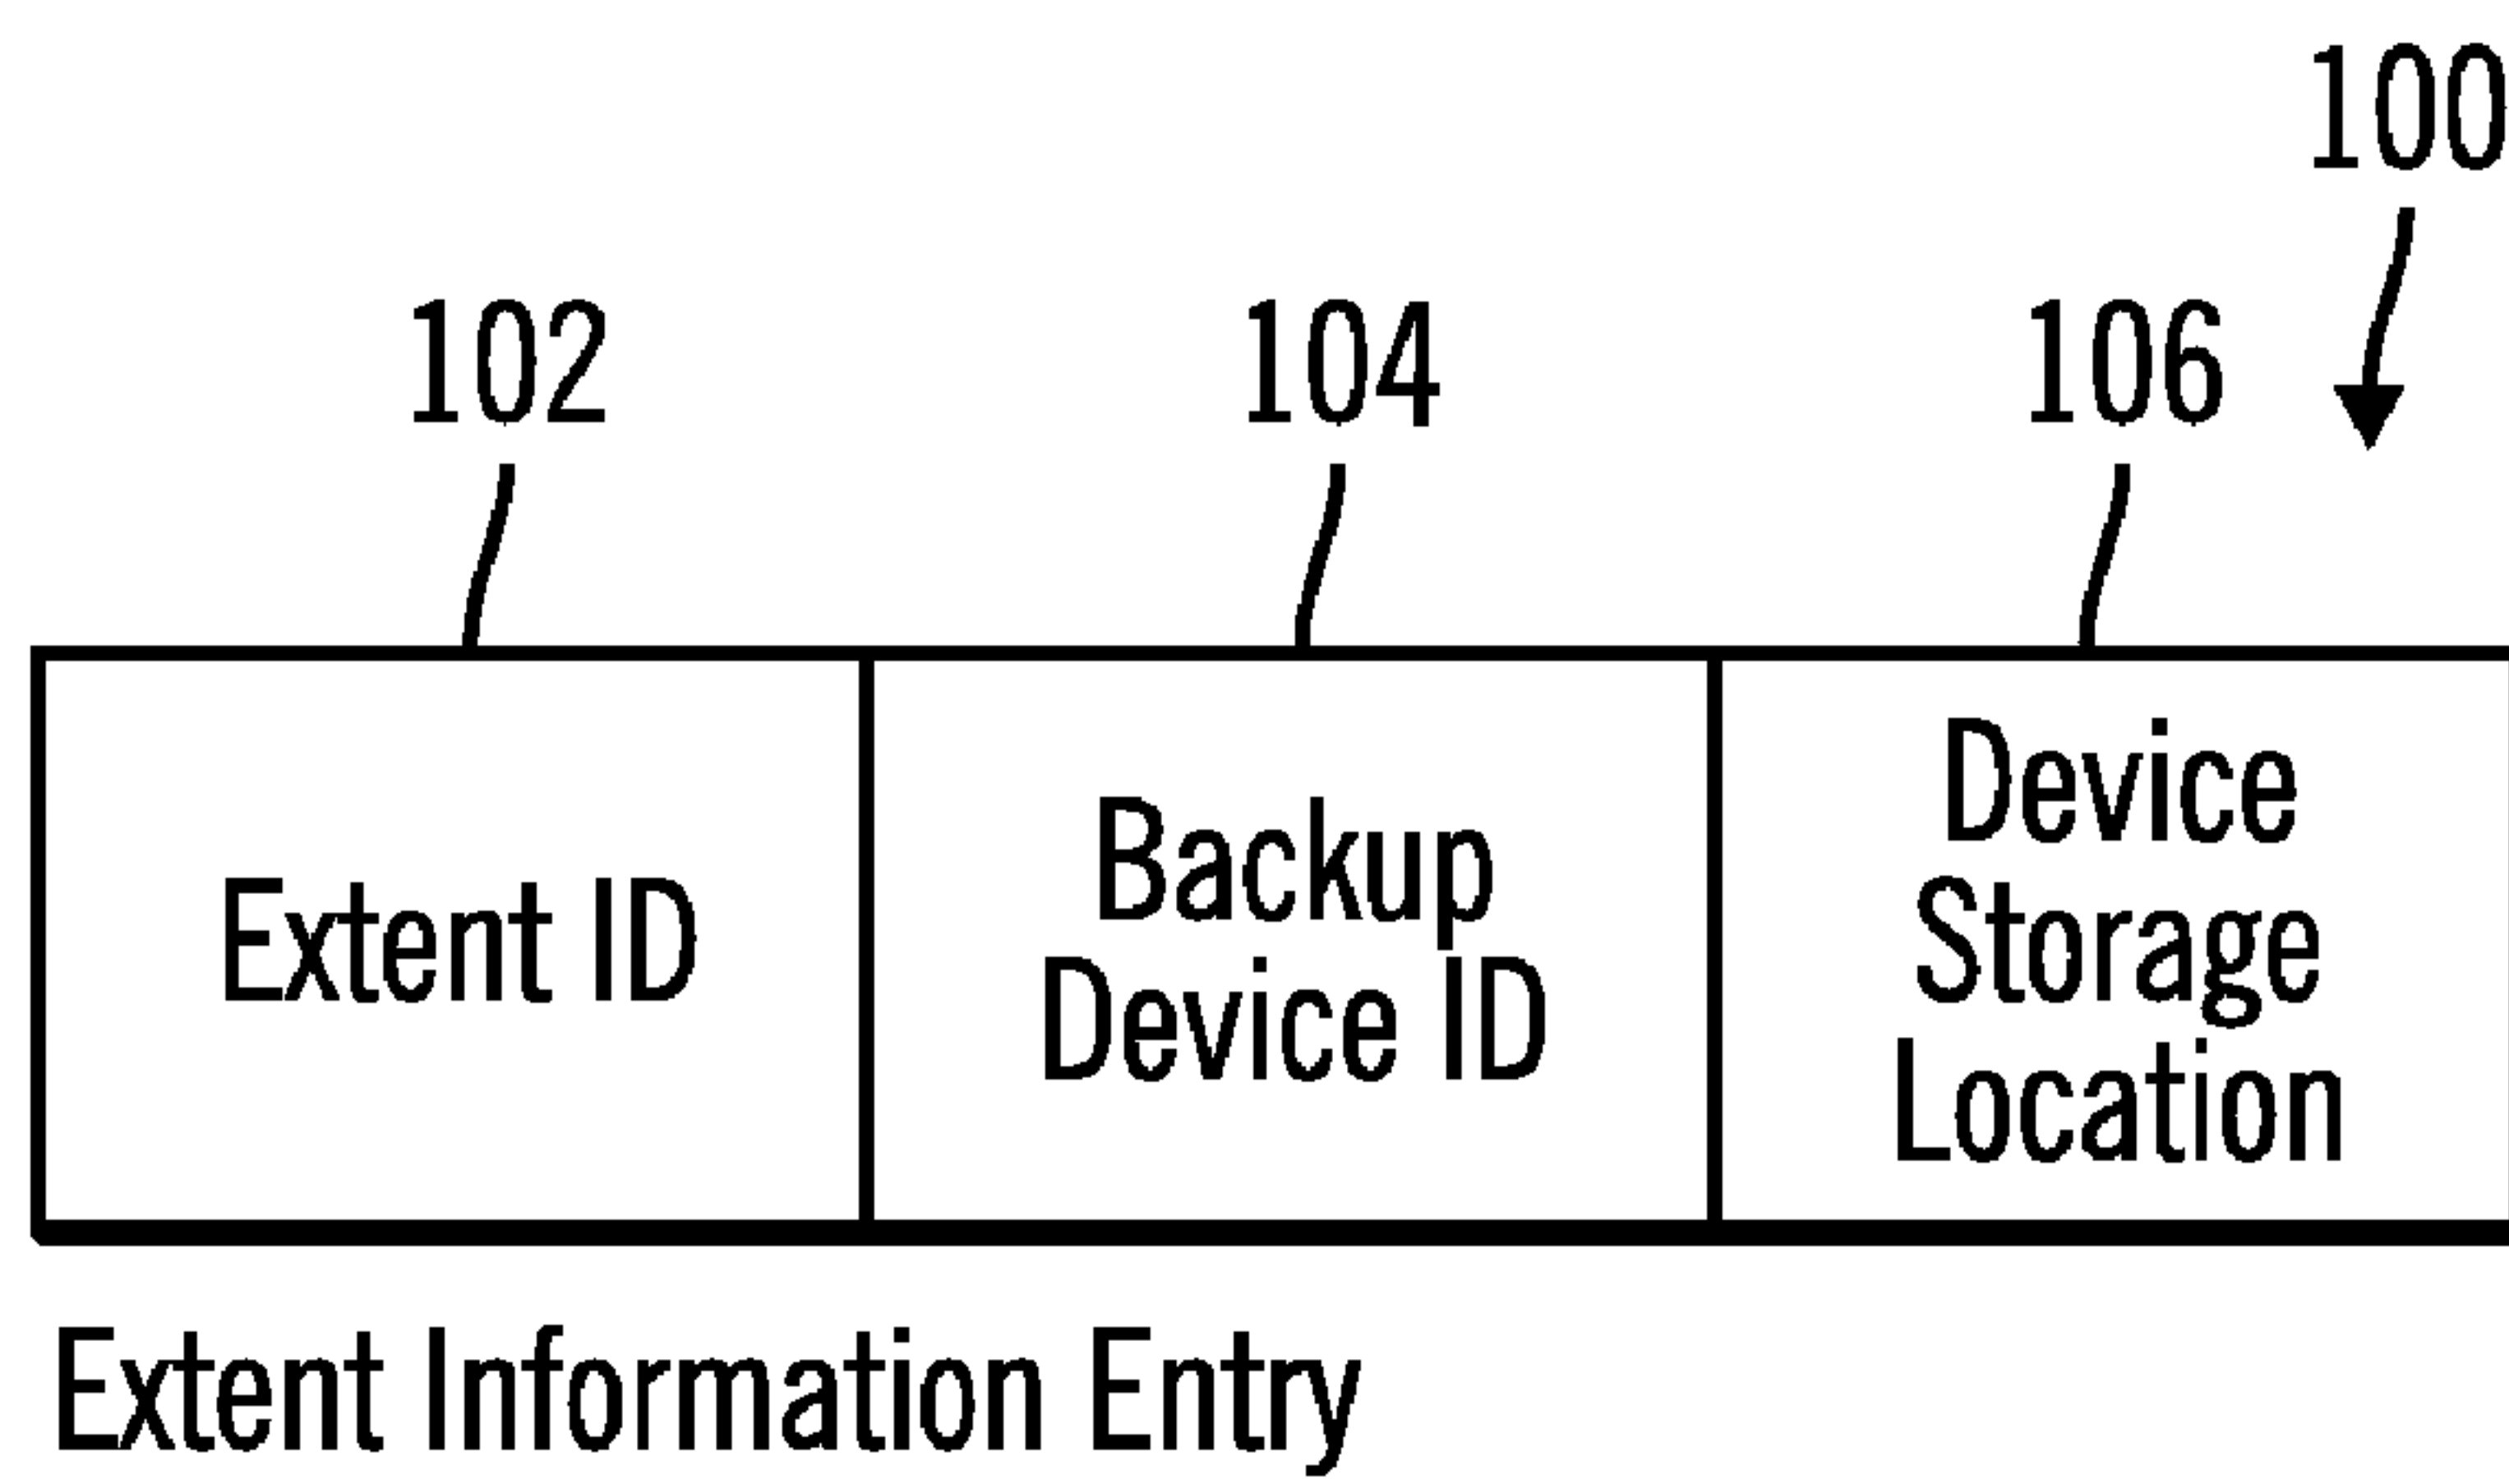 100
102 104 106
Extent ID
Backup
Device ID
Device
Storage
Location
Extent Information Entry